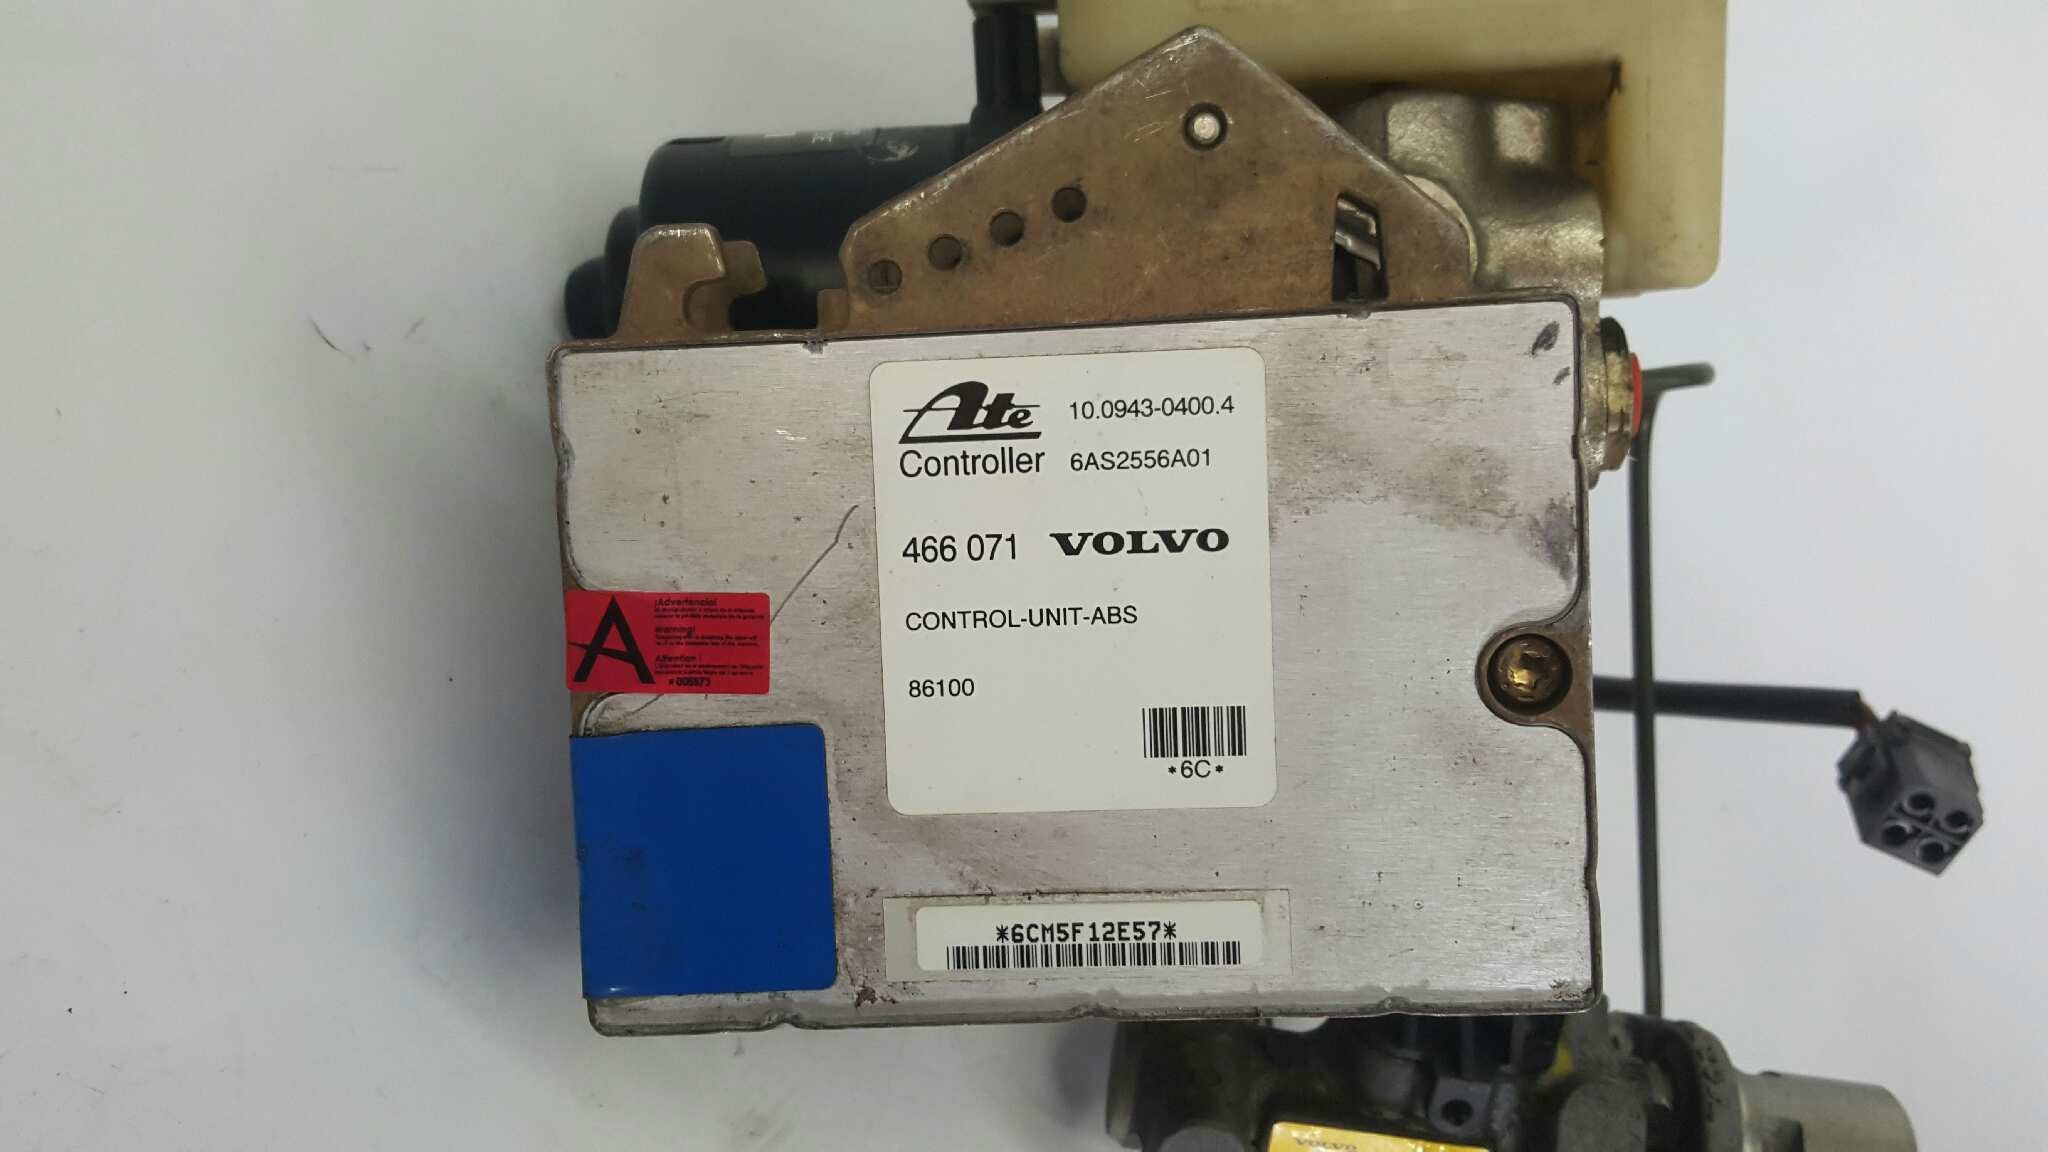 Ate 10.0943-0400.4
Controller 6AS2556A01
466 071 VOLVO
CONTROL-UNIT-ABS
86100
*6C*
A
¡Advertencia!
Warning!
Attention!
*6CM5F12E57*
VOLVO